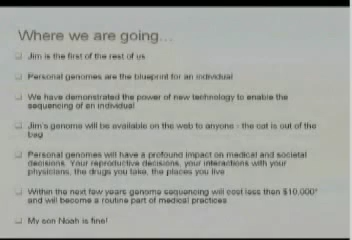 Where we are going...
Jim is the first of the rest of us
Personal genomes are the blueprint for an individual
We have demonstrated the power of new technology to enable the
sequencing of an individual
Jim's genome will be available on the web to anyone - the cat is out of the
bag
Personal genomes will have a profound impact on medical and societal
decisions. Your reproductive decisions, your interactions with your
physicians, the drugs you take, the places you live
Within the next few years genome sequencing will cost less then $10,000*
and will become a routine part of medical practices
My son Noah is fine!